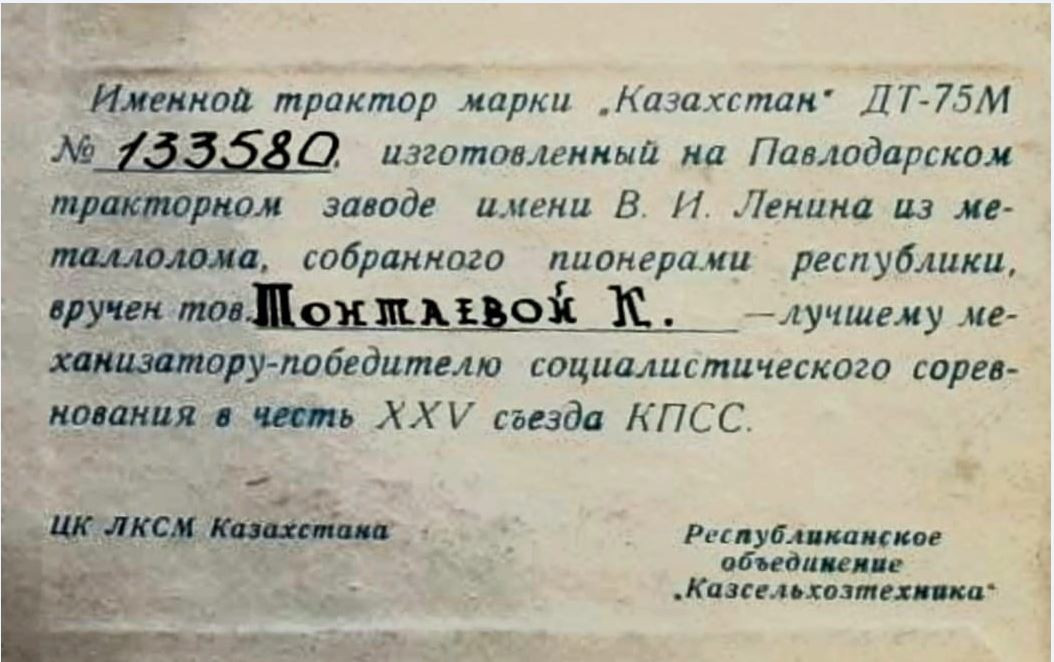 Именной трактор марки „Казахстан“ ДТ-75М
№ 133580, изготовленный на Павлодарском
тракторном заводе имени В. И. Ленина из ме-
таллолома, собранного пионерами республики,
вручен тов. Тонтаевой К. —лучшему ме-
ханизатору-победителю социалистического сорев-
нования в честь XXV съезда КПСС.
ЦК ЛКСМ Казахстана
Республиканское
объединение
„Казсельхозтехника“